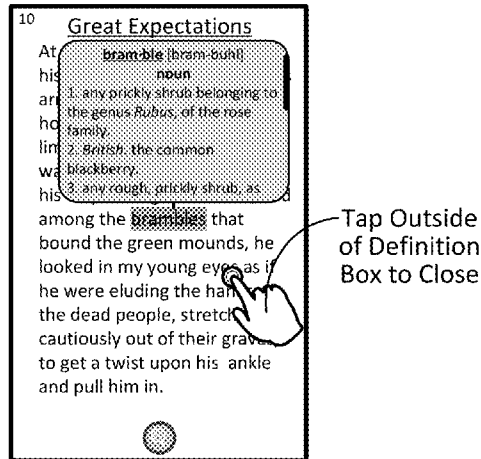 10
Great Expectations
At
bram·ble [bram-buhl]
his
noun
ar
1. any prickly shrub belonging to
ho
the genus Rubus, of the rose
family.
lim
2. British. the common
wa
blackberry.
his
3. any rough, prickly shrub, as
d
among the brambles that
bound the green mounds, he
looked in my young eyes as if
he were eluding the han
the dead people, stretch
cautiously out of their graves,
to get a twist upon his ankle
and pull him in.
Tap Outside
of Definition
Box to Close